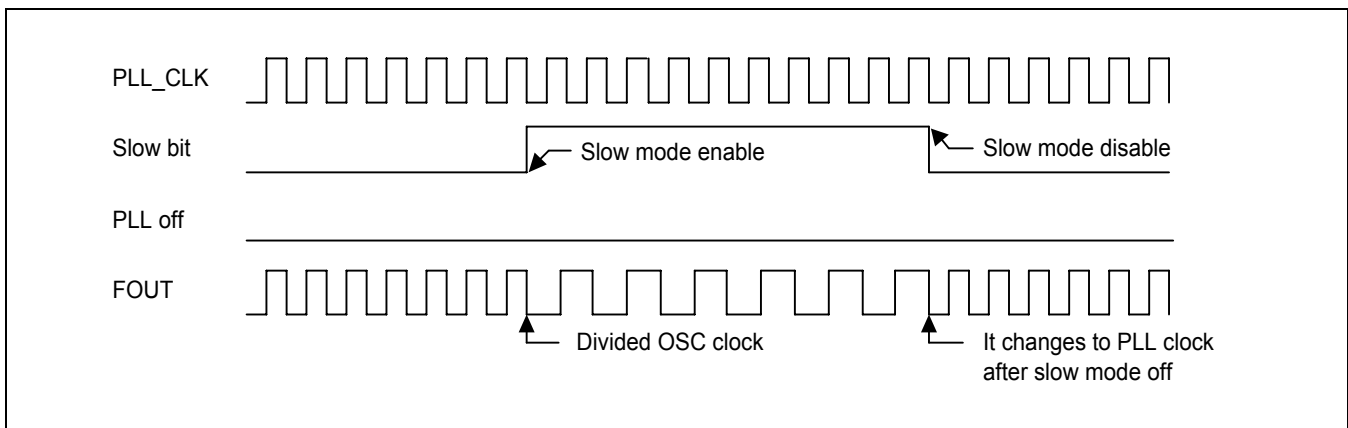 PLL_CLK
Slow bit
Slow mode enable
Slow mode disable
PLL off
FOUT
Divided OSC clock
It changes to PLL clock
after slow mode off